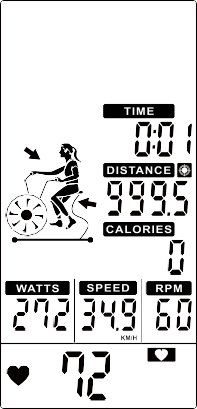 TIME
0:01
DISTANCE
999.5
CALORIES
0
WATTS SPEED RPM
272 34.9 60
KM/H
72